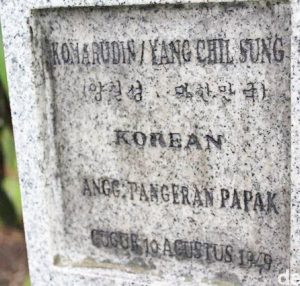 KOMARUDIN / YANG CHIL SUNG
(양칠성 · 대한민국)
KOREAN
ANGG. PANGERAN PAPAK
GUGUR 10 AGUSTUS 1949
de